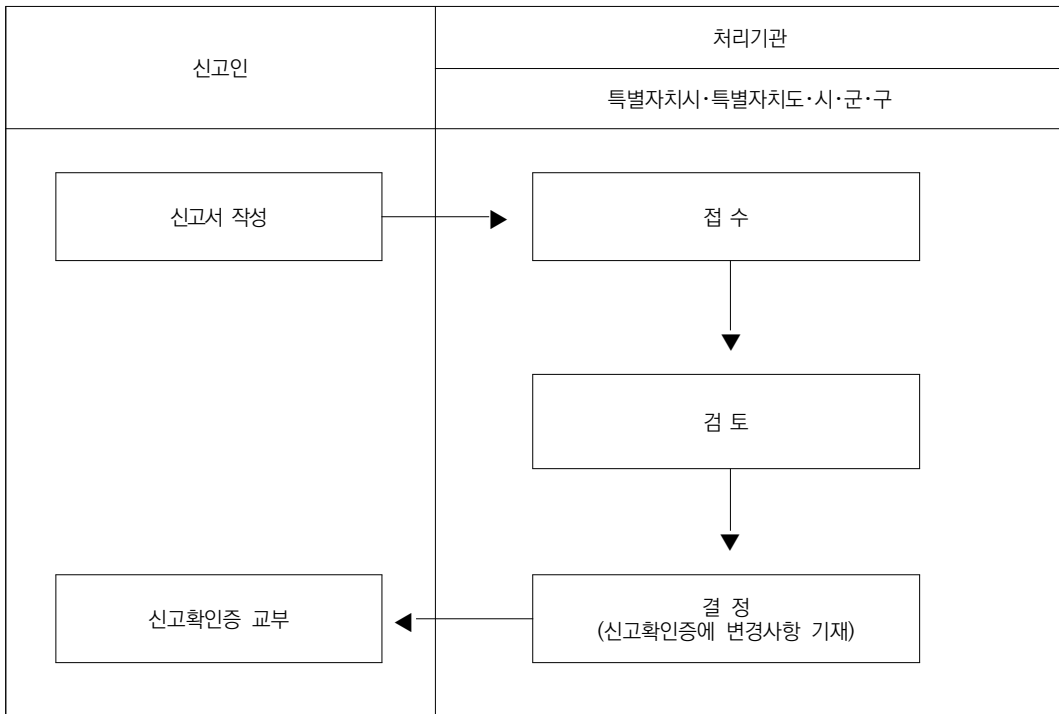 신고인
처리기관
특별자치시·특별자치도·시·군·구
신고서 작성
접 수
검 토
결 정
(신고확인증에 변경사항 기재)
신고확인증 교부